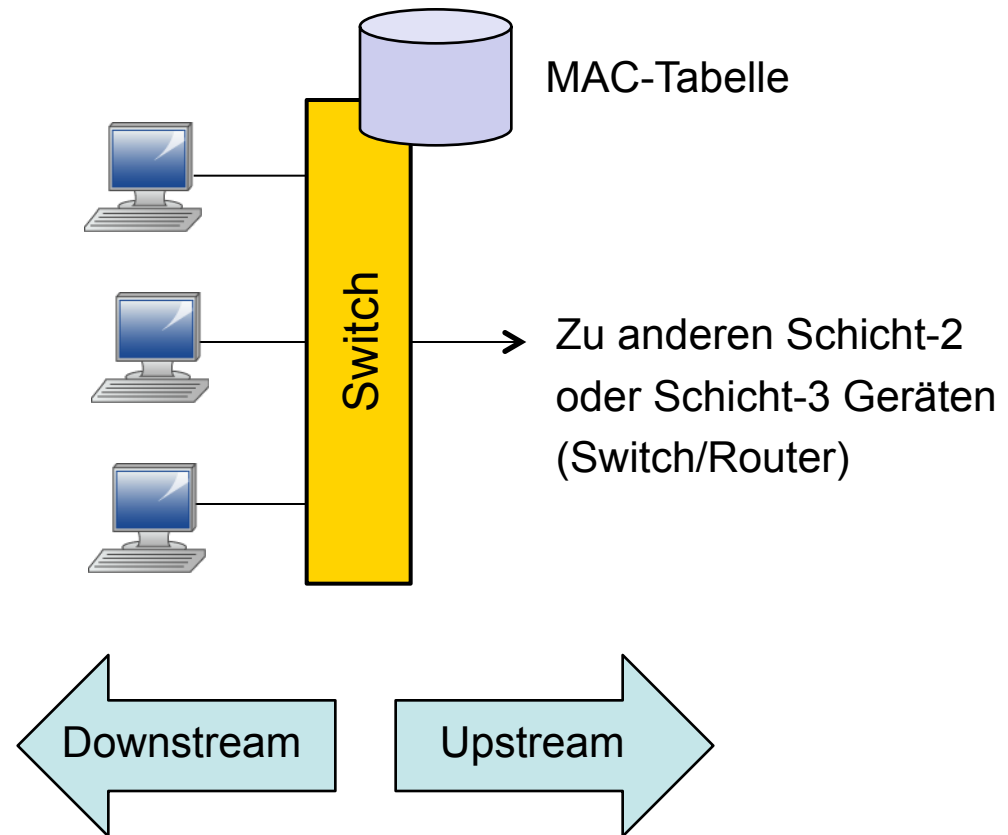 MAC-Tabelle
Switch
Zu anderen Schicht-2
oder Schicht-3 Geräten
(Switch/Router)
Downstream
Upstream